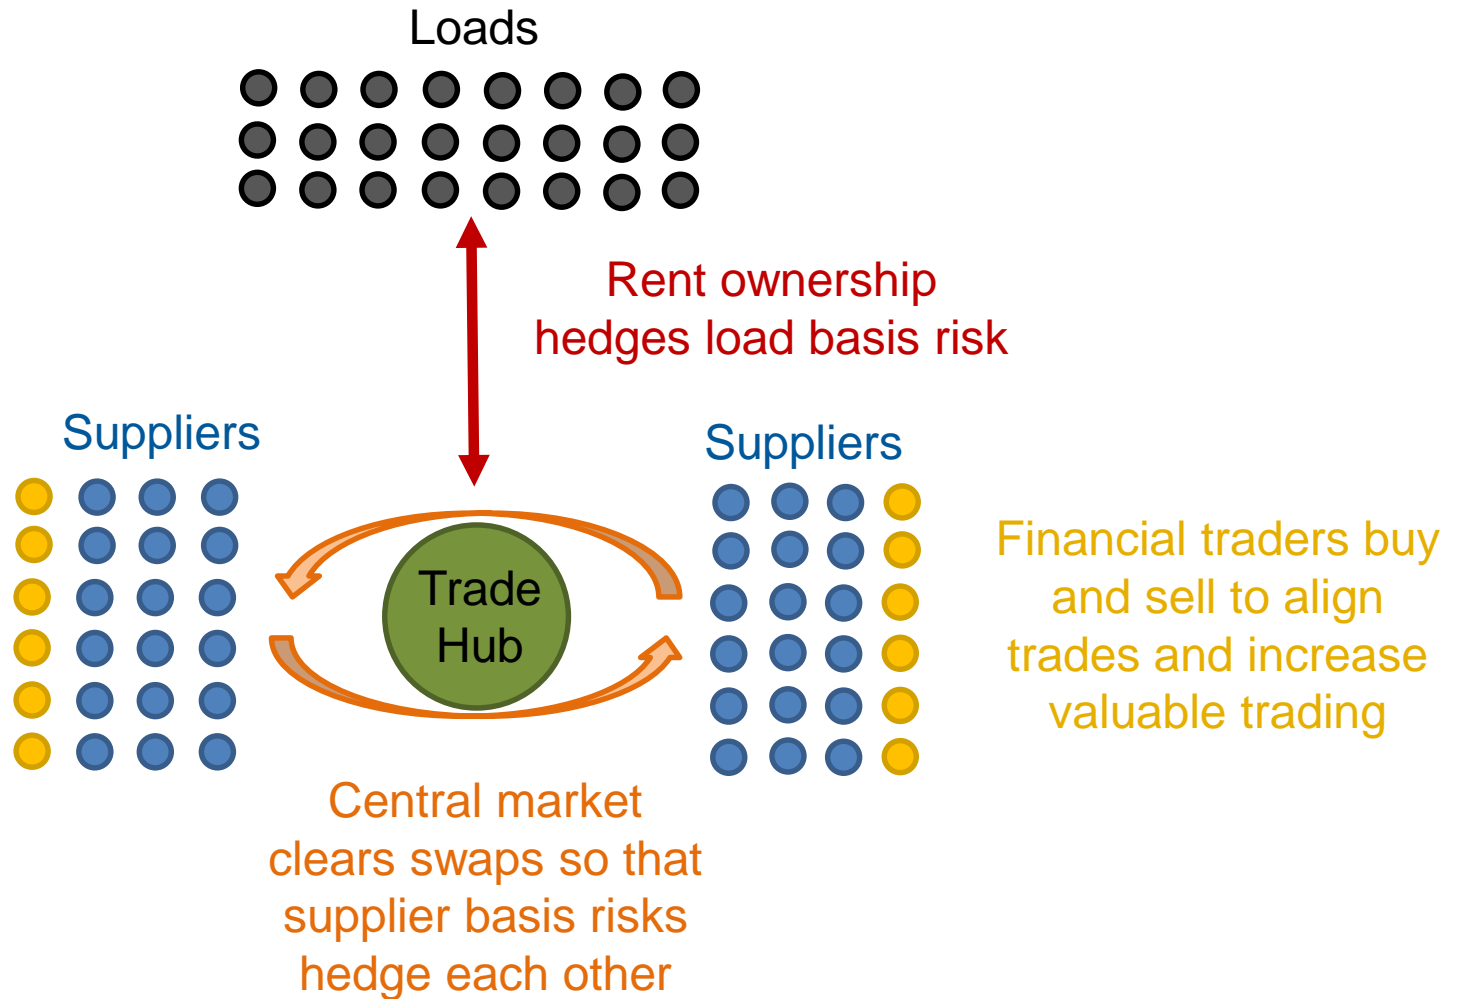 Loads
Rent ownership
hedges load basis risk
Suppliers
Suppliers
Trade
Hub
Financial traders buy
and sell to align
trades and increase
valuable trading
Central market
clears swaps so that
supplier basis risks
hedge each other